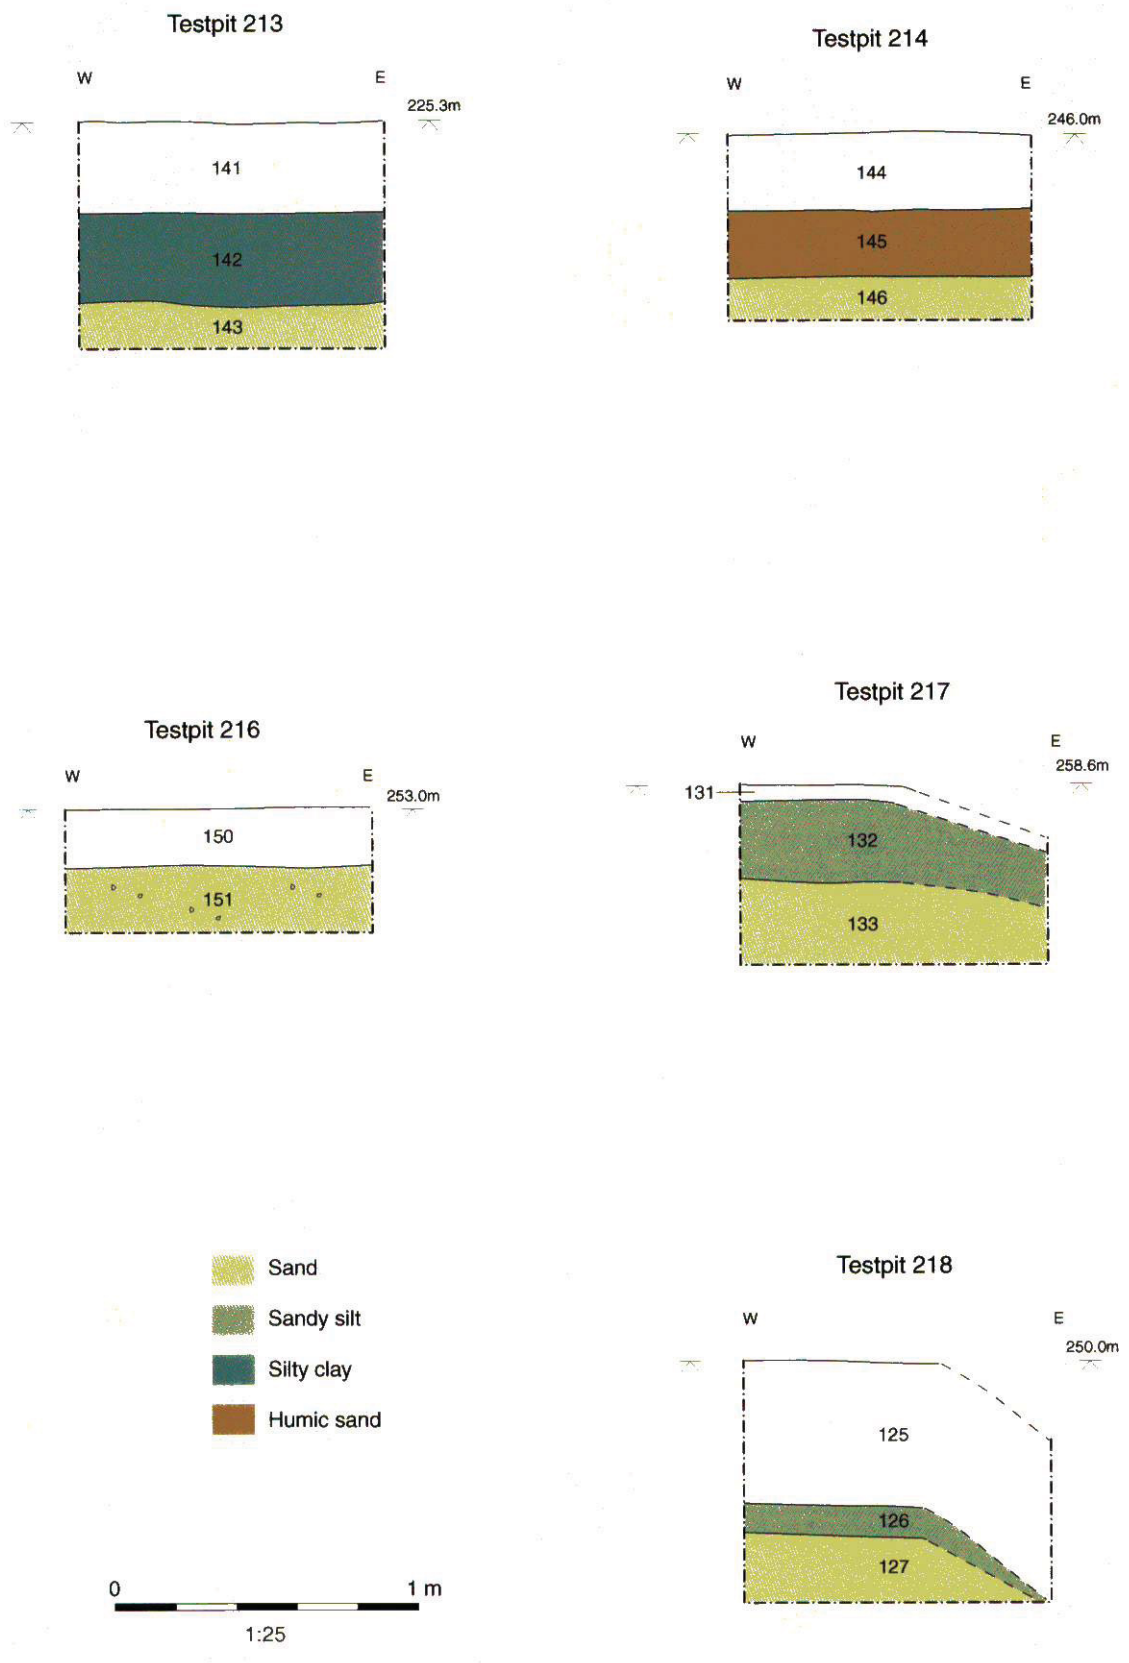 Testpit 213
W E
225.3m
141
142
143
Testpit 214
W E
246.0m
144
145
146
Testpit 216
W E
253.0m
150
151
Testpit 217
W E
258.6m
131
132
133
Sand
Sandy silt
Silty clay
Humic sand
0 1 m
1:25
Testpit 218
W E
250.0m
125
126
127